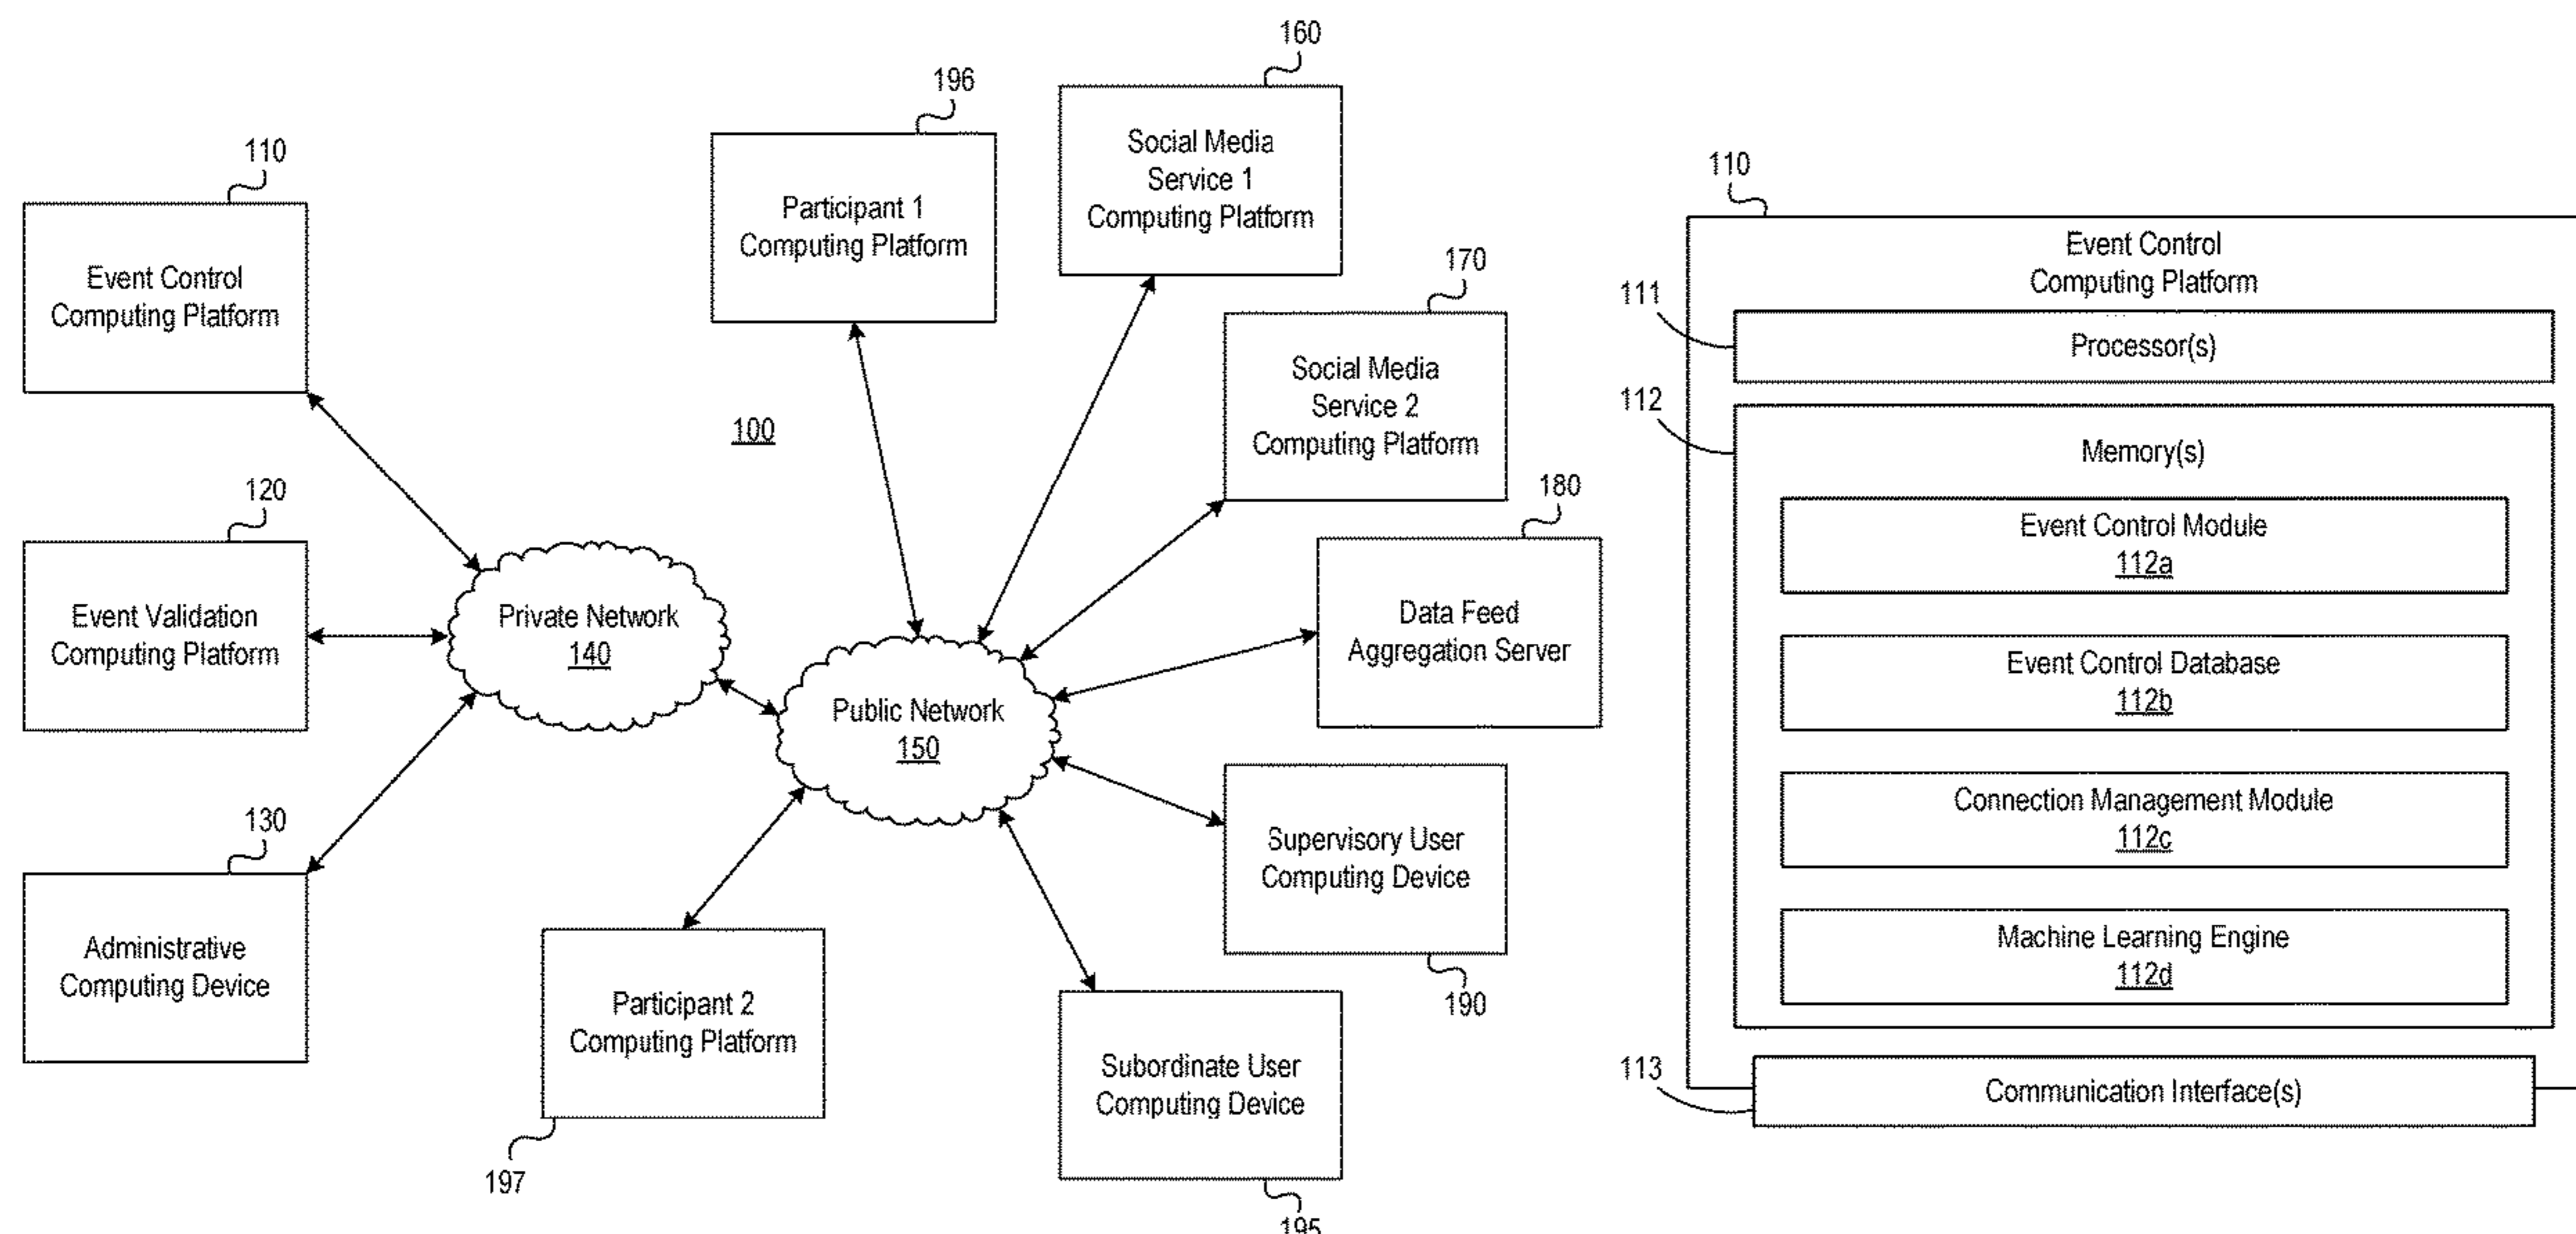 110
Event Control
Computing Platform
120
Event Validation
Computing Platform
130
Administrative
Computing Device
Private Network
140
100
196
Participant 1
Computing Platform
160
Social Media
Service 1
Computing Platform
170
Social Media
Service 2
Computing Platform
180
Data Feed
Aggregation Server
Public Network
150
Supervisory User
Computing Device
190
Subordinate User
Computing Device
195
Participant 2
Computing Platform
197
110
Event Control
Computing Platform
111
Processor(s)
112
Memory(s)
Event Control Module
112a
Event Control Database
112b
Connection Management Module
112c
Machine Learning Engine
112d
113
Communication Interface(s)